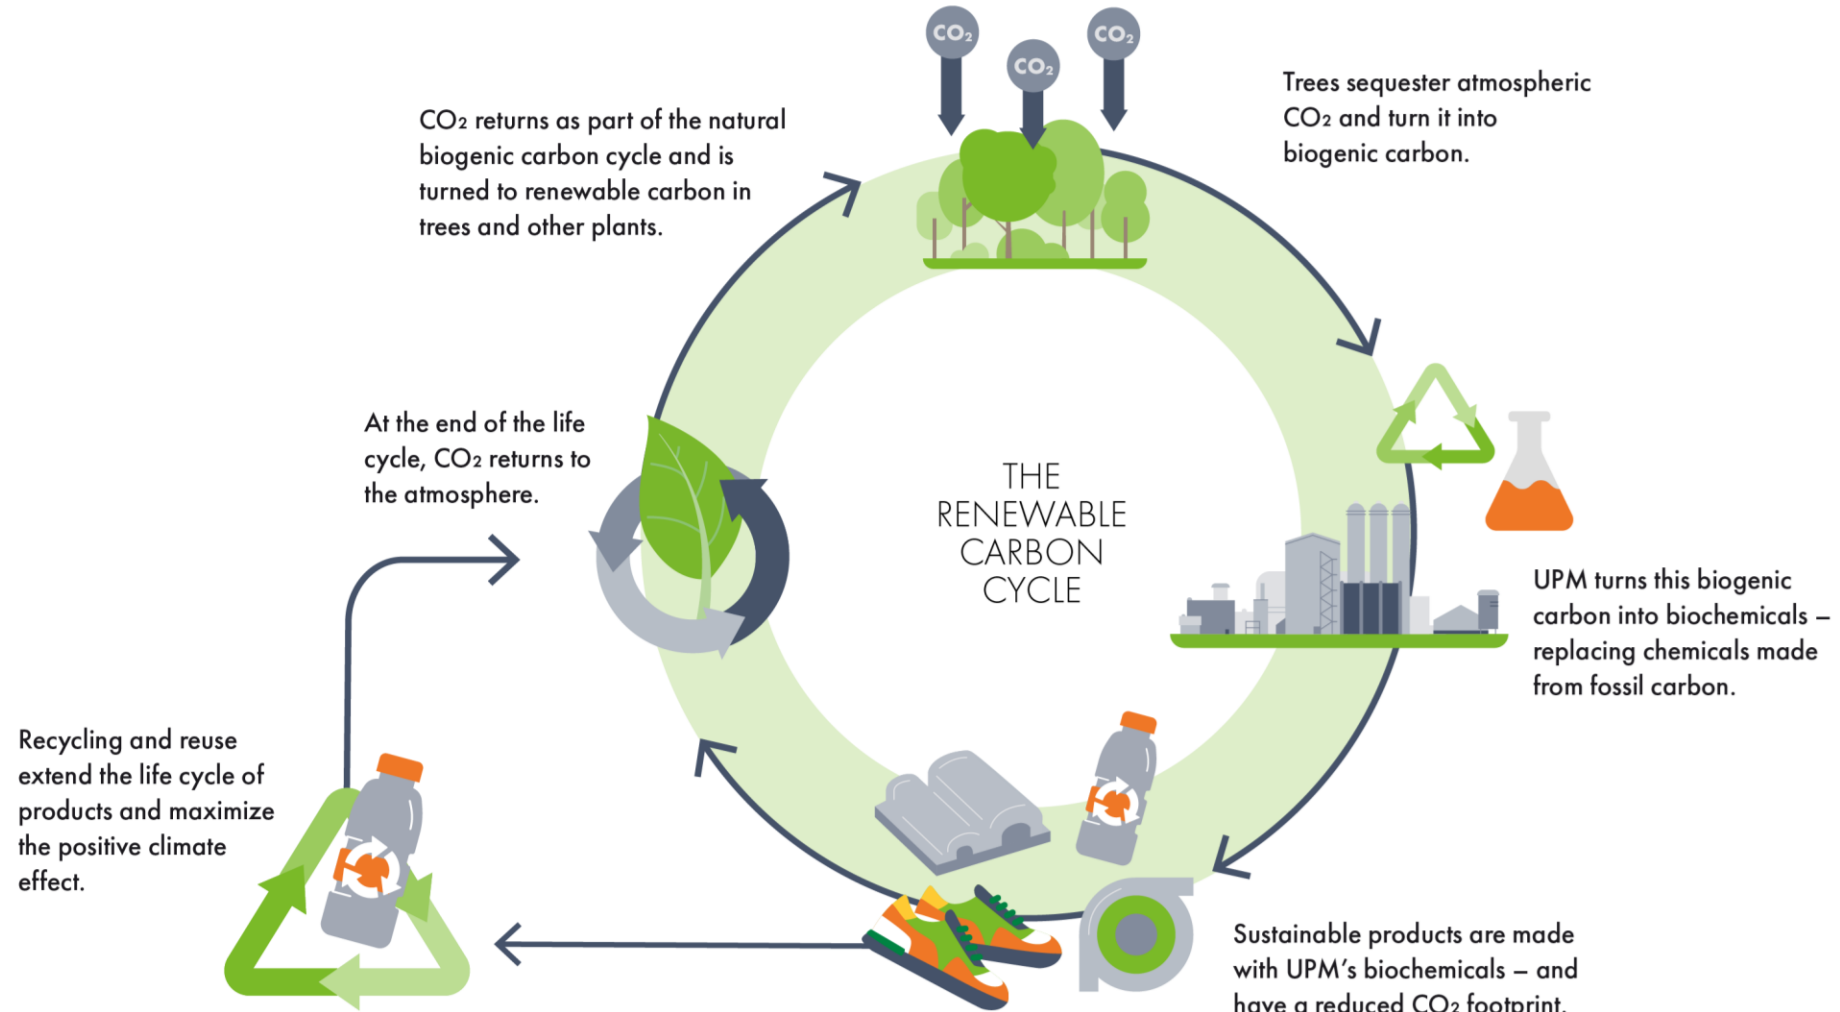 CO₂
CO₂
CO₂
Trees sequester atmospheric
CO₂ and turn it into
biogenic carbon.
CO₂ returns as part of the natural
biogenic carbon cycle and is
turned to renewable carbon in
trees and other plants.
At the end of the life
cycle, CO₂ returns to
the atmosphere.
THE
RENEWABLE
CARBON
CYCLE
UPM turns this biogenic
carbon into biochemicals –
replacing chemicals made
from fossil carbon.
Recycling and reuse
extend the life cycle of
products and maximize
the positive climate
effect.
Sustainable products are made
with UPM’s biochemicals – and
have a reduced CO₂ footprint.